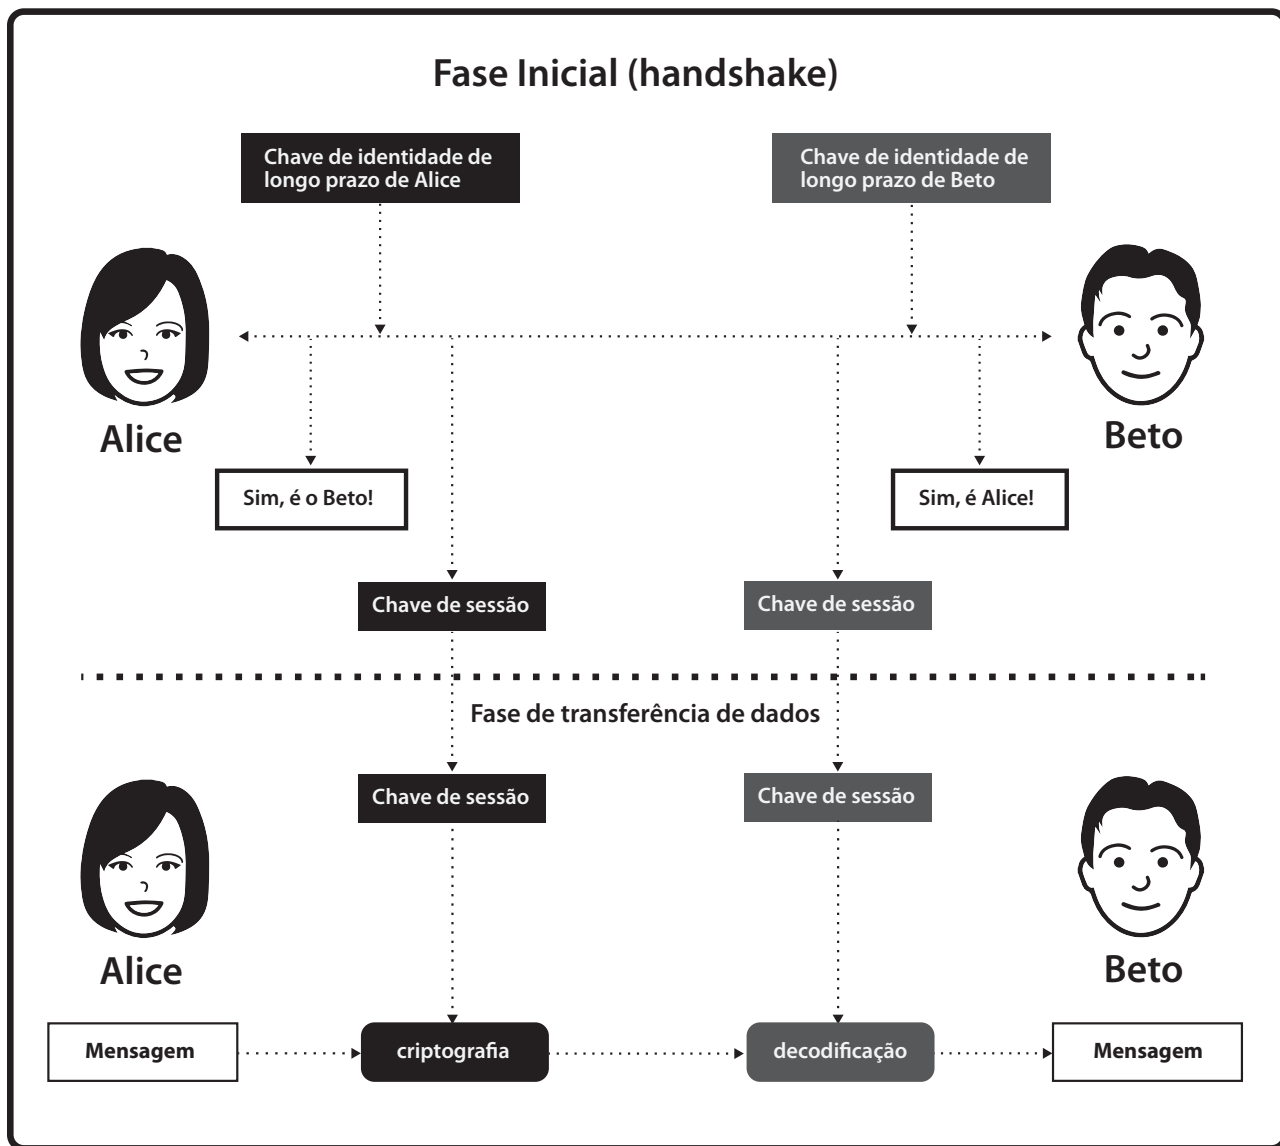 Fase Inicial (handshake)
Chave de identidade de
longo prazo de Alice
Chave de identidade de
longo prazo de Beto
Alice
Beto
Sim, é o Beto!
Sim, é Alice!
Chave de sessão
Chave de sessão
Fase de transferência de dados
Chave de sessão
Chave de sessão
Alice
Beto
Mensagem
criptografia
decodificação
Mensagem